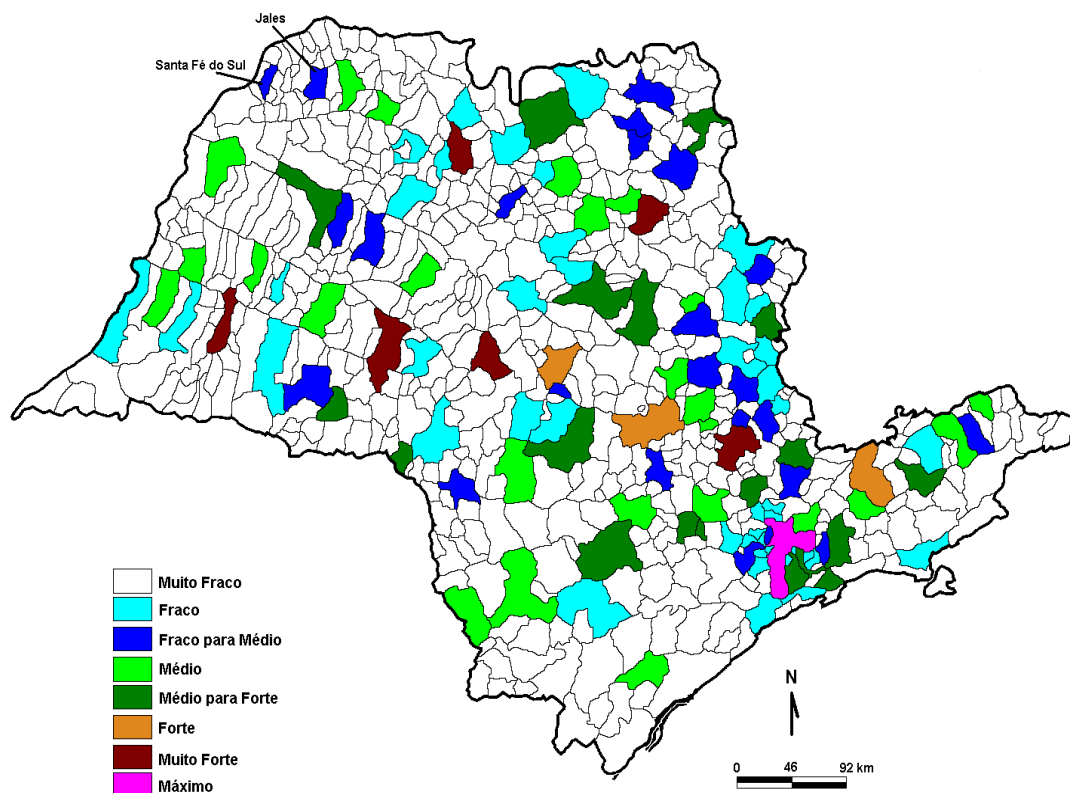 Jales
Santa Fé do Sul
Muito Fraco
Fraco
Fraco para Médio
Médio
Médio para Forte
Forte
Muito Forte
Máximo
N
0 46 92 km